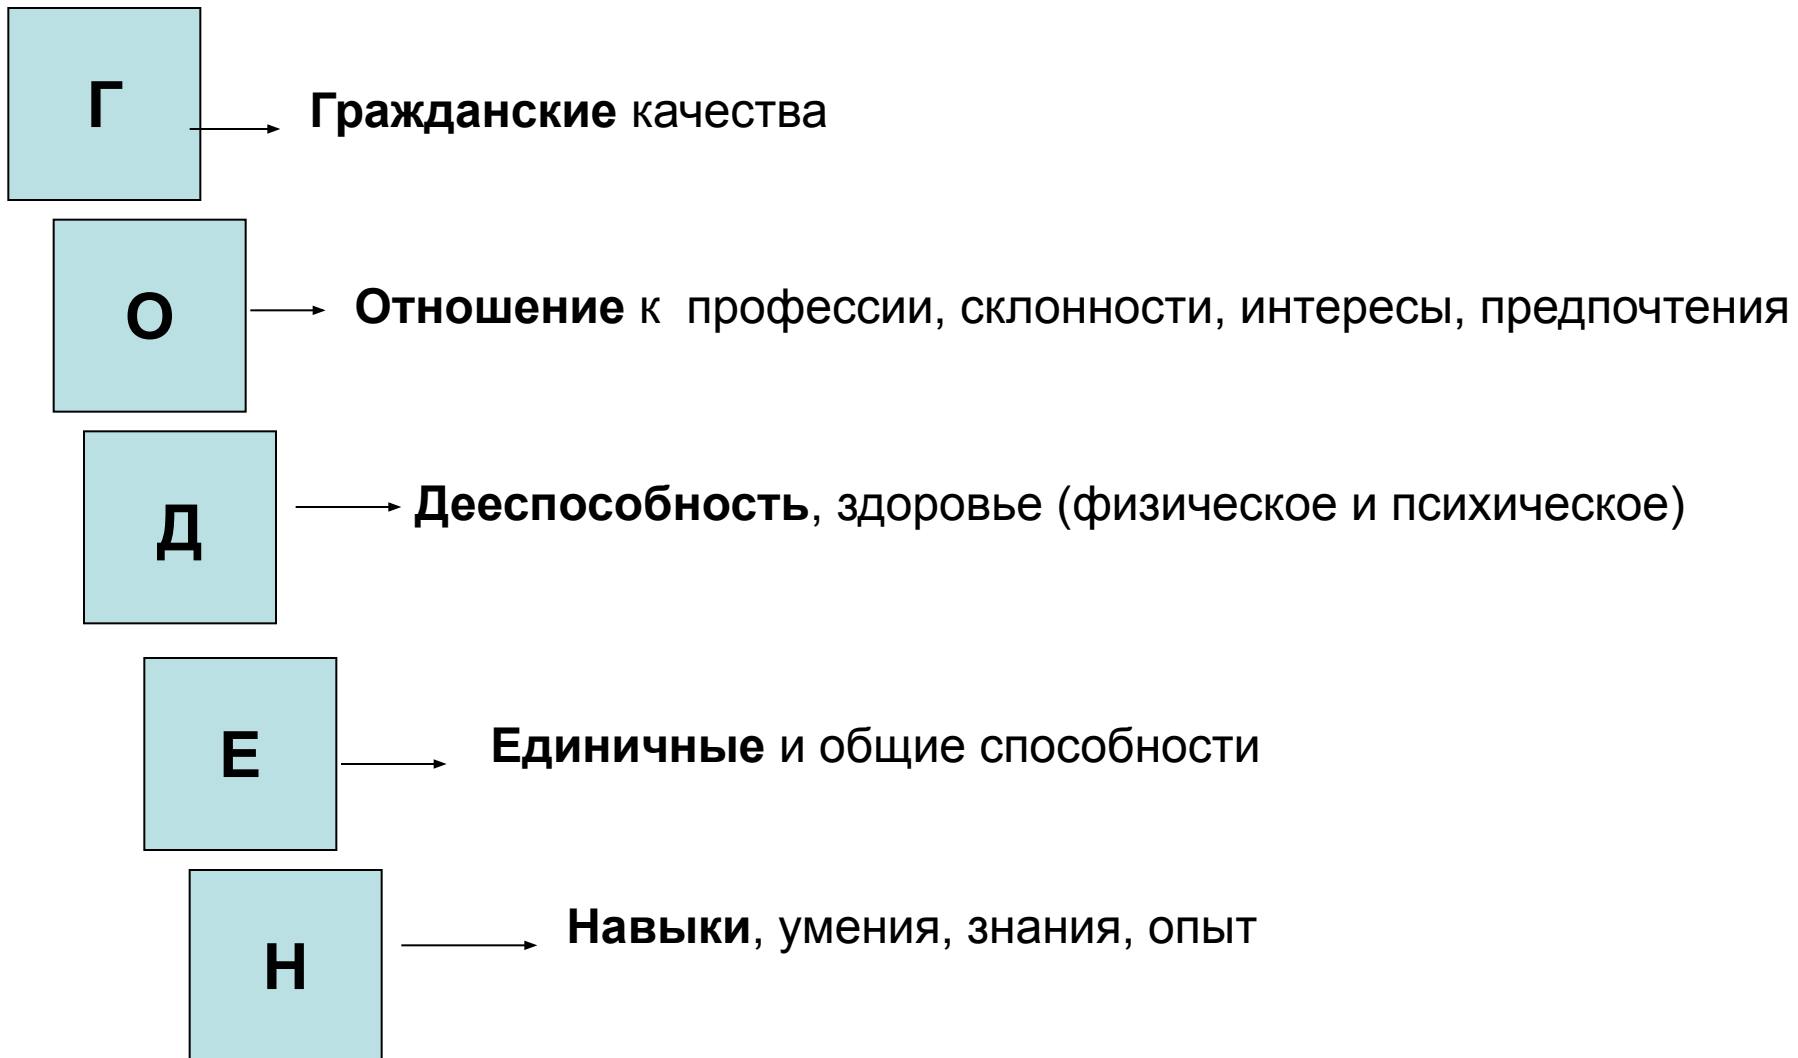 Г
Гражданские качества
О
Отношение к профессии, склонности, интересы, предпочтения
Д
Дееспособность, здоровье (физическое и психическое)
Е
Единичные и общие способности
Н
Навыки, умения, знания, опыт